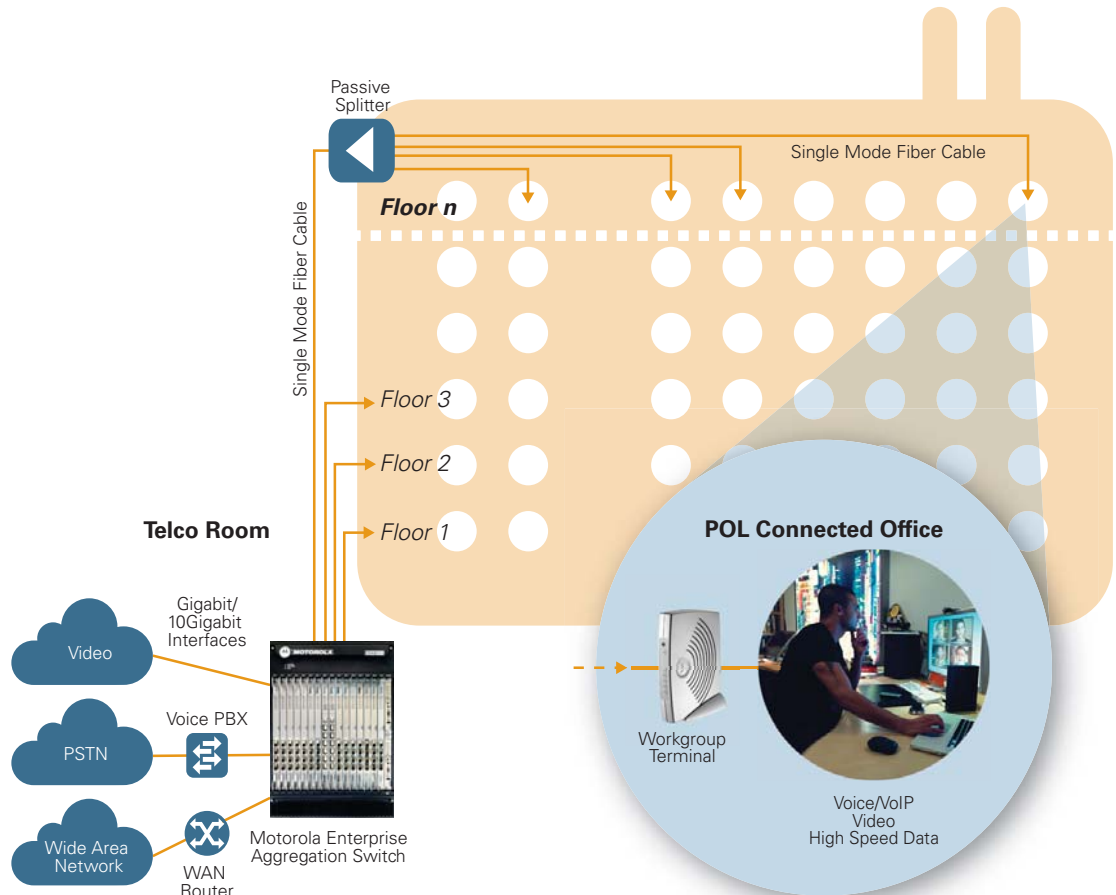 Passive
Splitter
Single Mode Fiber Cable
Single Mode Fiber Cable
Floor n
Floor 3
Floor 2
Floor 1
Telco Room
POL Connected Office
Gigabit/
10Gigabit
Interfaces
MOTOROLA
Video
Voice PBX
PSTN
Wide Area
Network
WAN
Router
Motorola Enterprise
Aggregation Switch
Workgroup
Terminal
Voice/VoIP
Video
High Speed Data